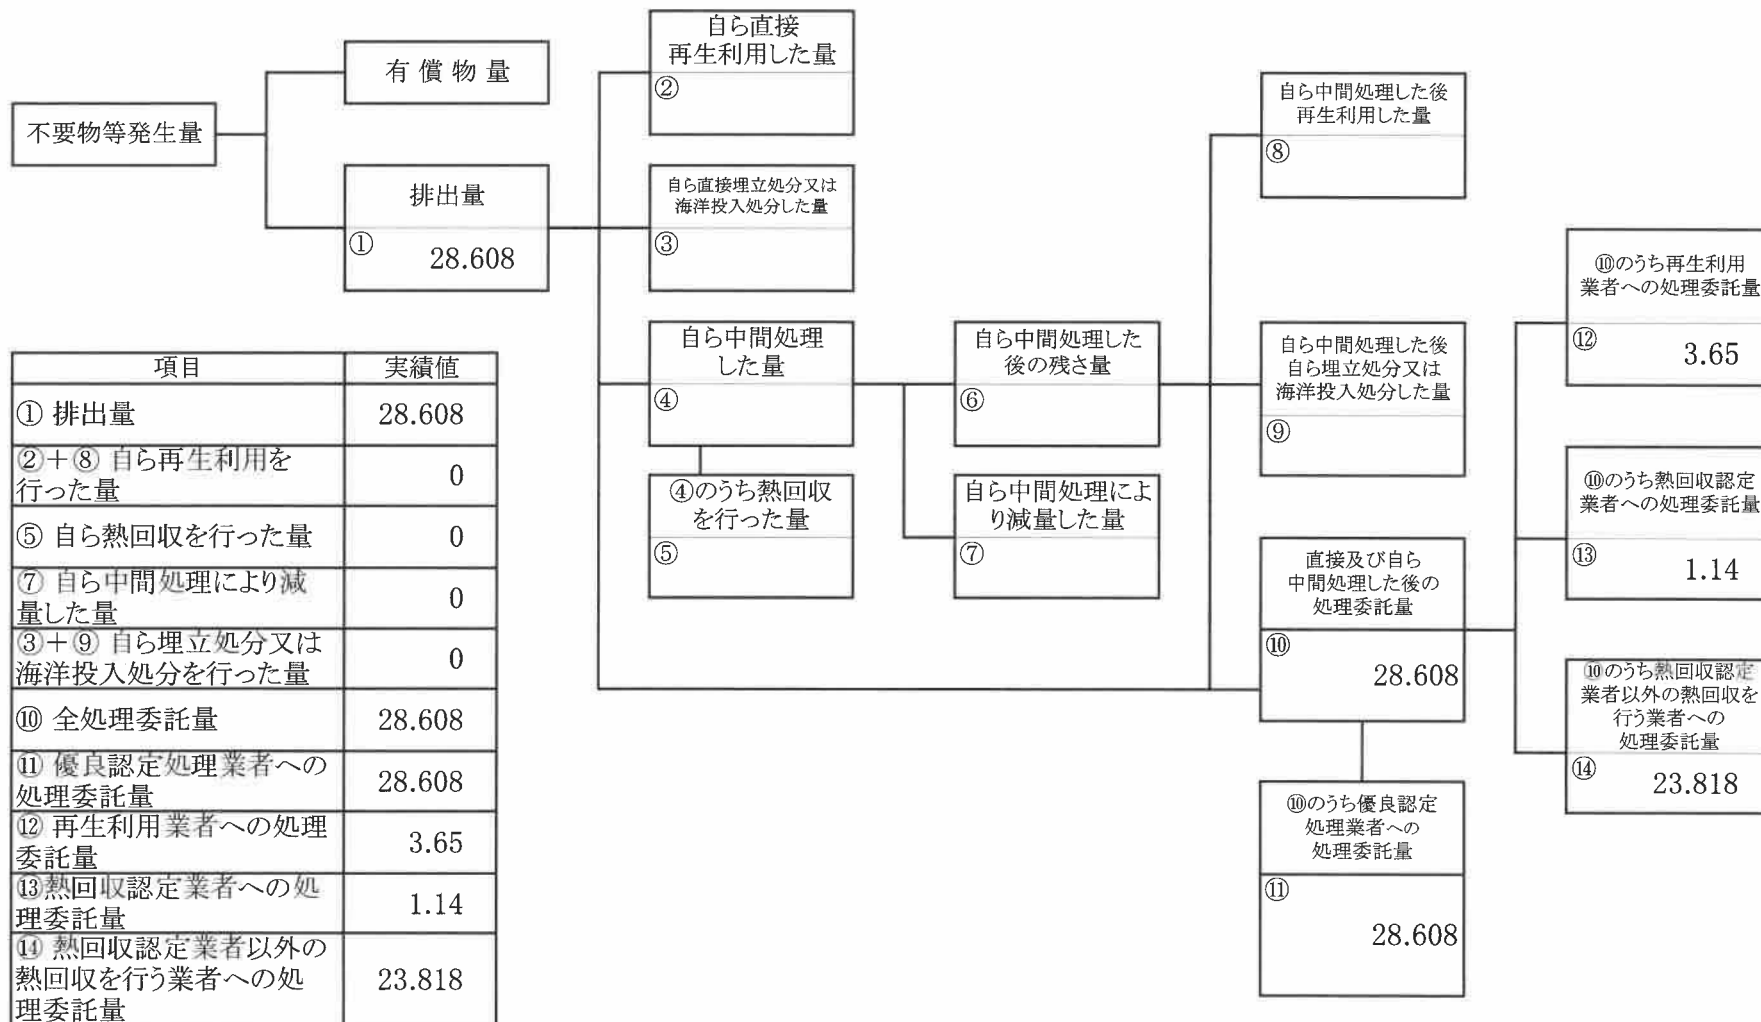 不要物等発生量
有償物量
排出量
①
28.608
自ら直接
再生利用した量
②
自ら直接埋立処分又は
海洋投入処分した量
③
自ら中間処理
した量
④
④のうち熱回収
を行った量
⑤
自ら中間処理した
後の残さ量
⑥
自ら中間処理によ
り減量した量
⑦
自ら中間処理した後
再生利用した量
⑧
自ら中間処理した後
自ら埋立処分又は
海洋投入処分した量
⑨
直接及び自ら
中間処理した後の
処理委託量
⑩
28.608
⑩のうち優良認定
処理業者への
処理委託量
⑪
28.608
⑩のうち再生利用
業者への処理委託量
⑫
3.65
⑩のうち熱回収認定
業者への処理委託量
⑬
1.14
⑩のうち熱回収認定
業者以外の熱回収を
行う業者への
処理委託量
⑭
23.818
項目 実績値
① 排出量 28.608
②＋⑧ 自ら再生利用を
行った量 0
⑤ 自ら熱回収を行った量 0
⑦ 自ら中間処理により減
量した量 0
③＋⑨ 自ら埋立処分又は
海洋投入処分を行った量 0
⑩ 全処理委託量 28.608
⑪ 優良認定処理業者への
処理委託量 28.608
⑫ 再生利用業者への処理
委託量 3.65
⑬熱回収認定業者への処
理委託量 1.14
⑭ 熱回収認定業者以外の
熱回収を行う業者への処
理委託量 23.818